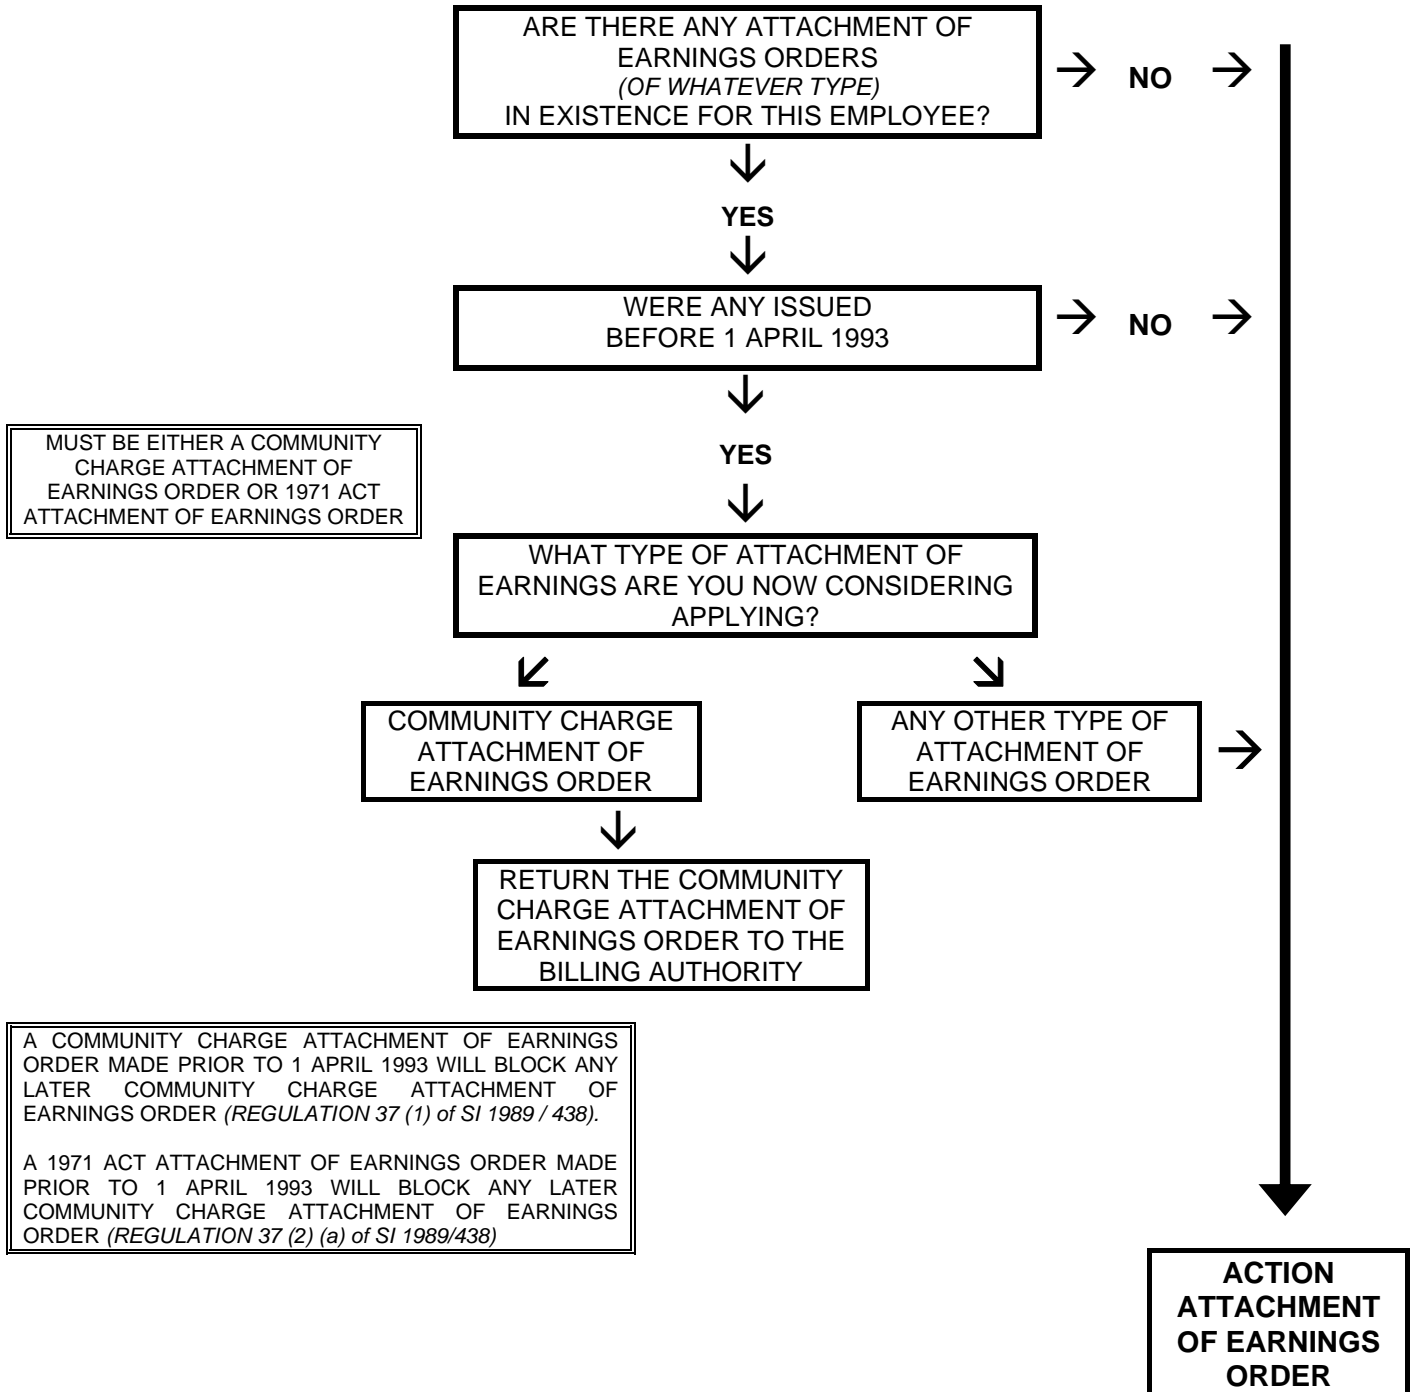 ARE THERE ANY ATTACHMENT OF
EARNINGS ORDERS
(OF WHATEVER TYPE)
IN EXISTENCE FOR THIS EMPLOYEE?
NO
YES
WERE ANY ISSUED
BEFORE 1 APRIL 1993
NO
YES
MUST BE EITHER A COMMUNITY
CHARGE ATTACHMENT OF
EARNINGS ORDER OR 1971 ACT
ATTACHMENT OF EARNINGS ORDER
WHAT TYPE OF ATTACHMENT OF
EARNINGS ARE YOU NOW CONSIDERING
APPLYING?
COMMUNITY CHARGE
ATTACHMENT OF
EARNINGS ORDER
ANY OTHER TYPE OF
ATTACHMENT OF
EARNINGS ORDER
RETURN THE COMMUNITY
CHARGE ATTACHMENT OF
EARNINGS ORDER TO THE
BILLING AUTHORITY
A COMMUNITY CHARGE ATTACHMENT OF EARNINGS
ORDER MADE PRIOR TO 1 APRIL 1993 WILL BLOCK ANY
LATER COMMUNITY CHARGE ATTACHMENT OF
EARNINGS ORDER (REGULATION 37 (1) of SI 1989 / 438).
A 1971 ACT ATTACHMENT OF EARNINGS ORDER MADE
PRIOR TO 1 APRIL 1993 WILL BLOCK ANY LATER
COMMUNITY CHARGE ATTACHMENT OF EARNINGS
ORDER (REGULATION 37 (2) (a) of SI 1989/438)
ACTION
ATTACHMENT
OF EARNINGS
ORDER